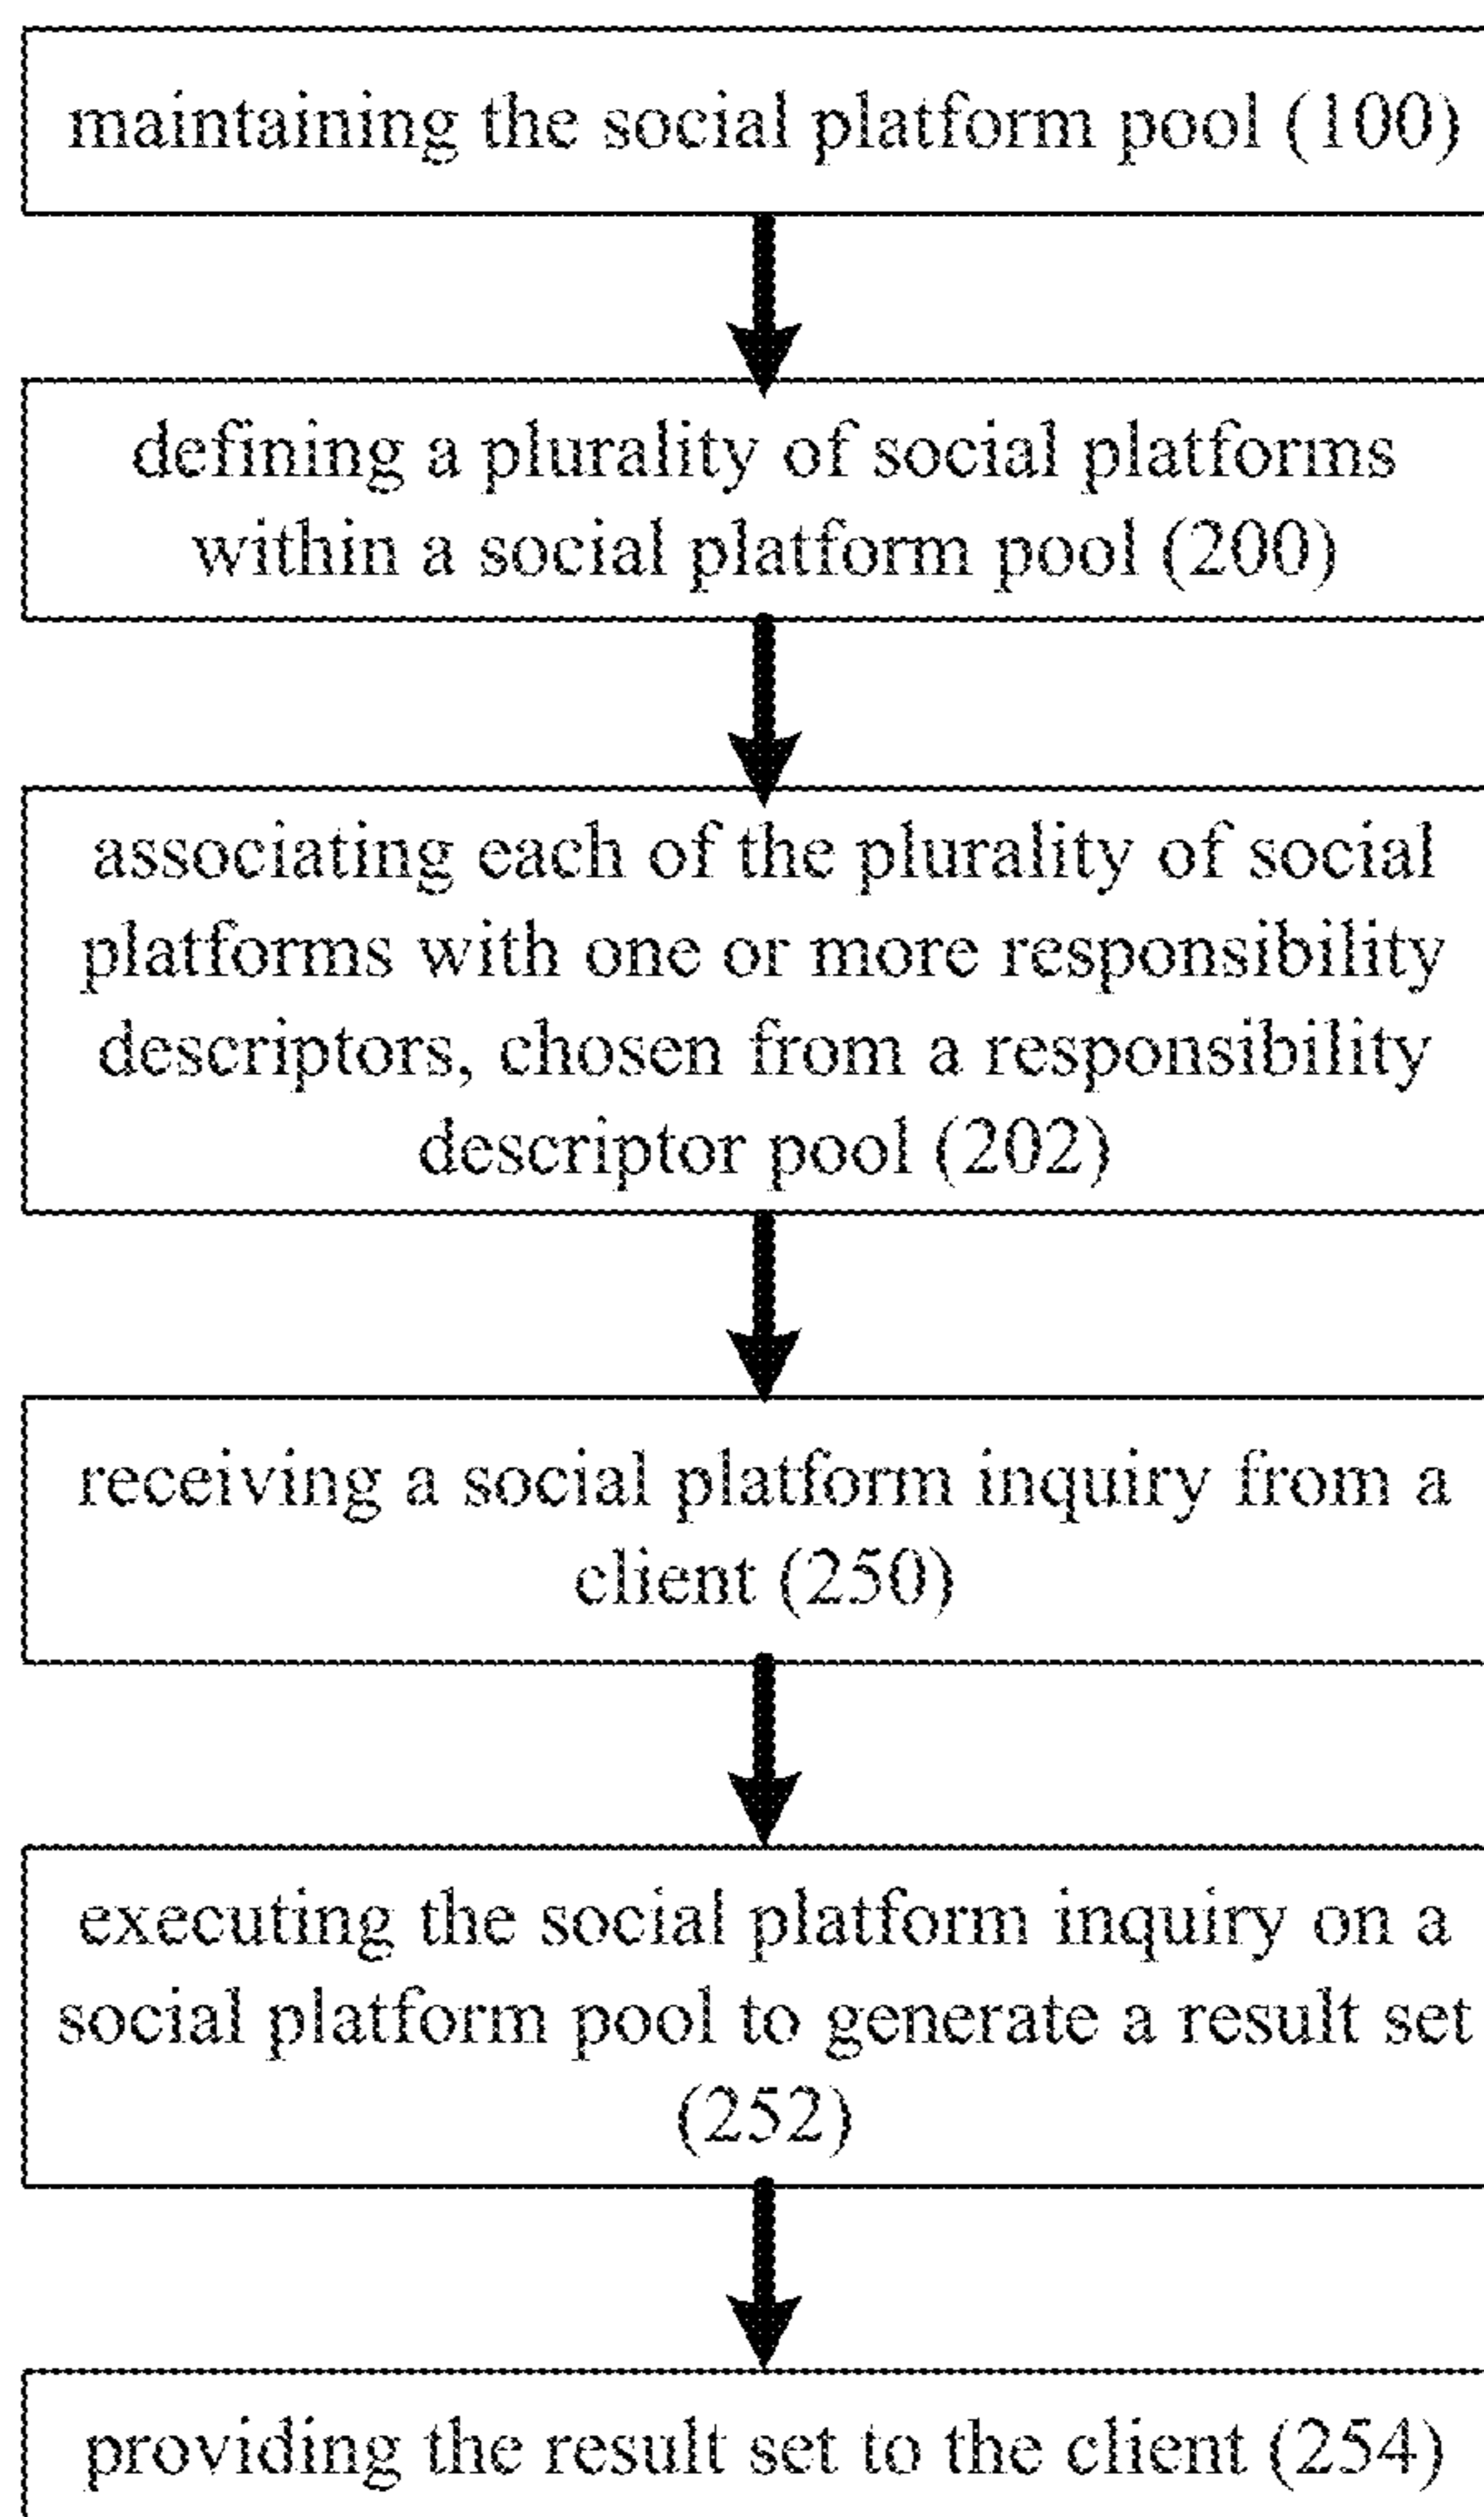 maintaining the social platform pool (100)
defining a plurality of social platforms
within a social platform pool (200)
associating each of the plurality of social
platforms with one or more responsibility
descriptors, chosen from a responsibility
descriptor pool (202)
receiving a social platform inquiry from a
client (250)
executing the social platform inquiry on a
social platform pool to generate a result set
(252)
providing the result set to the client (254)